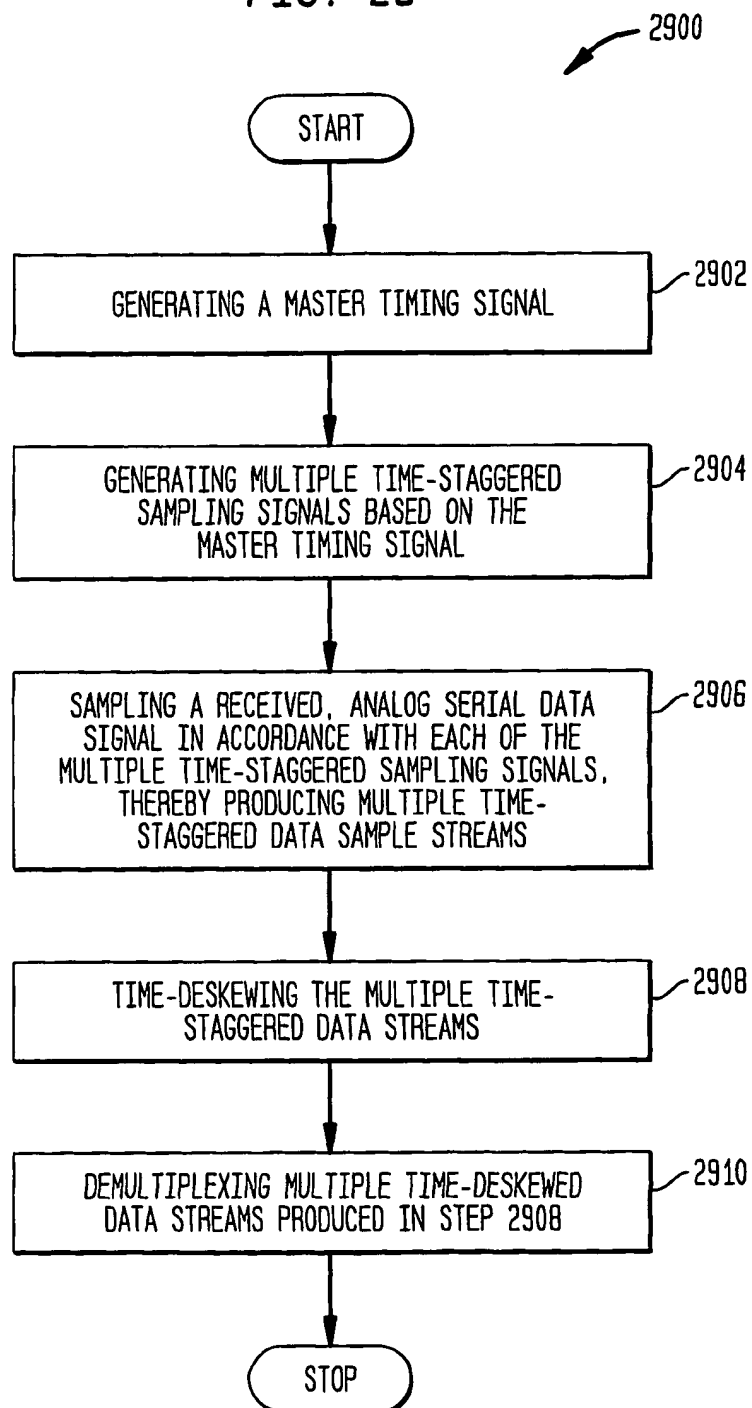 2900
START
GENERATING A MASTER TIMING SIGNAL
2902
GENERATING MULTIPLE TIME-STAGGERED
SAMPLING SIGNALS BASED ON THE
MASTER TIMING SIGNAL
2904
SAMPLING A RECEIVED, ANALOG SERIAL DATA
SIGNAL IN ACCORDANCE WITH EACH OF THE
MULTIPLE TIME-STAGGERED SAMPLING SIGNALS,
THEREBY PRODUCING MULTIPLE TIME-
STAGGERED DATA SAMPLE STREAMS
2906
TIME-DESKEWING THE MULTIPLE TIME-
STAGGERED DATA STREAMS
2908
DEMULTIPLEXING MULTIPLE TIME-DESKEWED
DATA STREAMS PRODUCED IN STEP 2908
2910
STOP